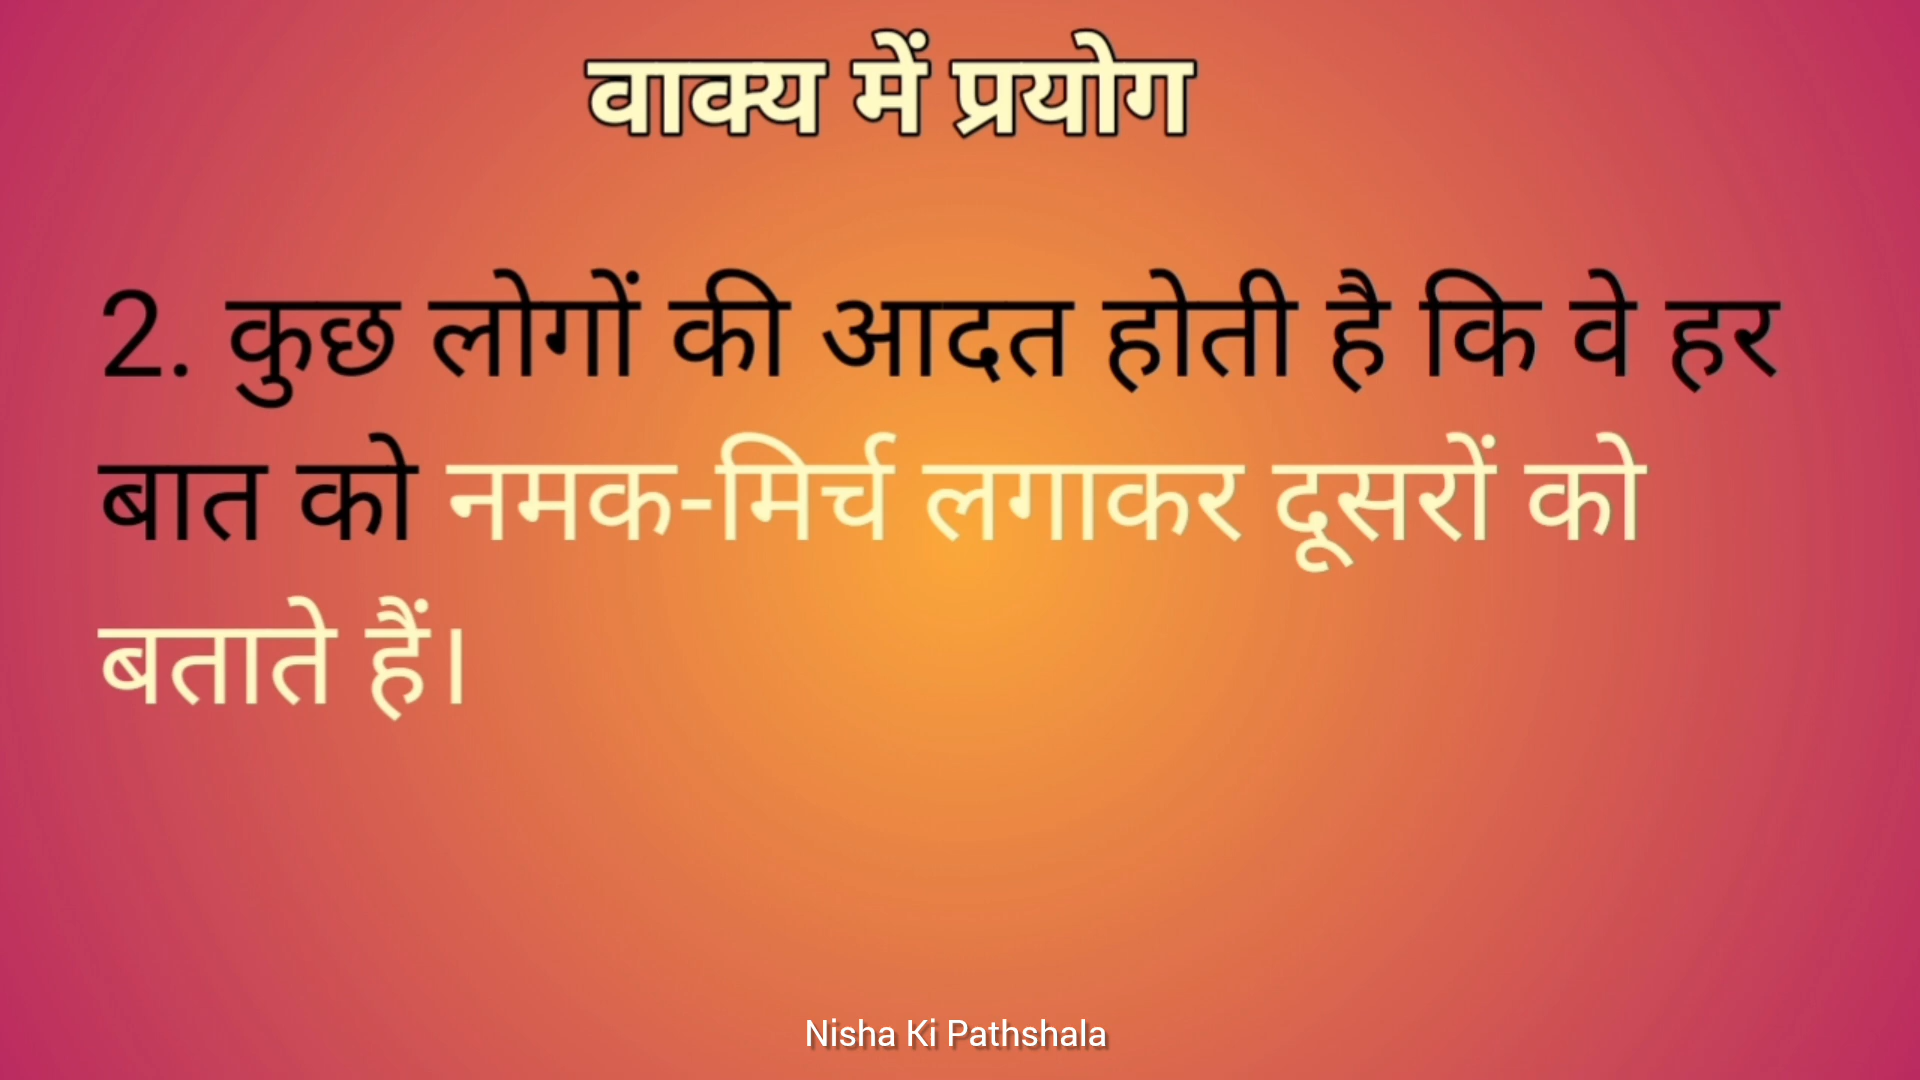 वाक्य में प्रयोग
2. कुछ लोगों की आदत होती है कि वे हर
बात को नमक-मिर्च लगाकर दूसरों को
बताते हैं।
Nisha Ki Pathshala